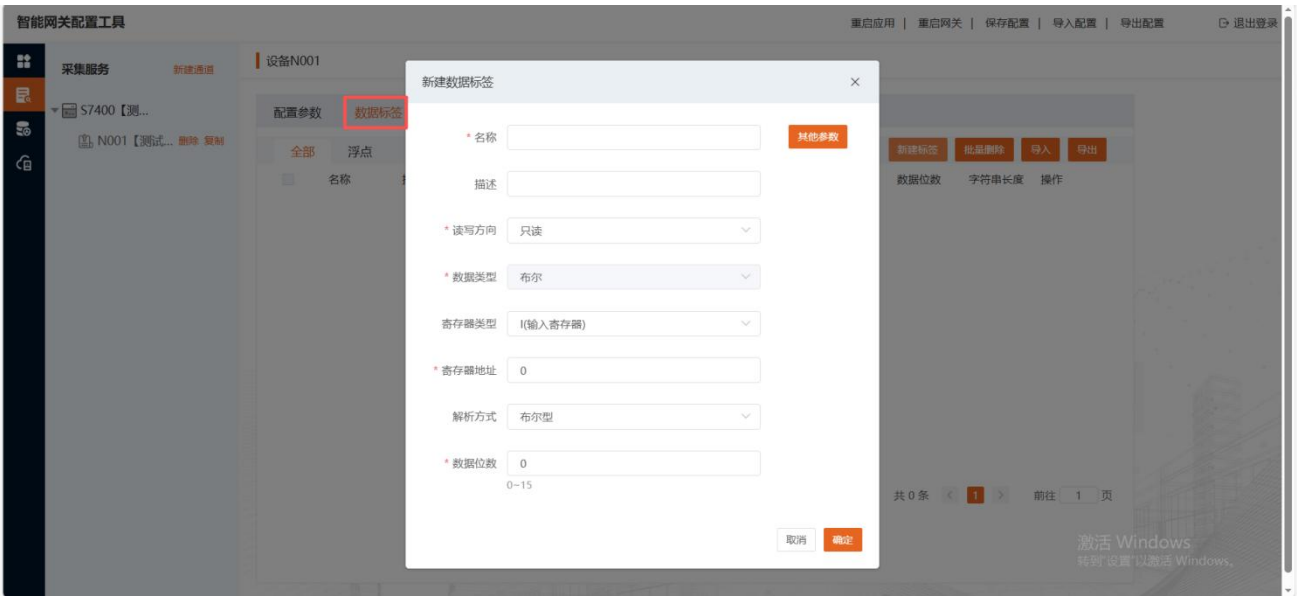 智能网关配置工具
重启应用 | 重启网关 | 保存配置 | 导入配置 | 导出配置 退出登录
采集服务 新建通道
S7400【测...
N001【测试... 删除 复制
设备N001
配置参数 数据标签
全部 浮点
新建标签 批量删除 导入 导出
名称
数据位数 字符串长度 操作
新建数据标签
* 名称 其他参数
描述
* 读写方向 只读
* 数据类型 布尔
寄存器类型 I(输入寄存器)
* 寄存器地址 0
解析方式 布尔型
* 数据位数 0
0~15
取消 确定
共 0 条 < 1 > 前往 1 页
激活 Windows
转到"设置"以激活 Windows。